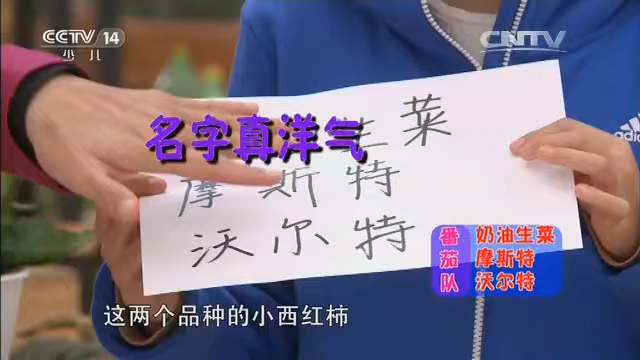 CCTV 14
少儿
CNTV
名字真洋气
生菜
摩斯特
沃尔特
adidas
番茄队
奶油生菜
摩斯特
沃尔特
这两个品种的小西红柿